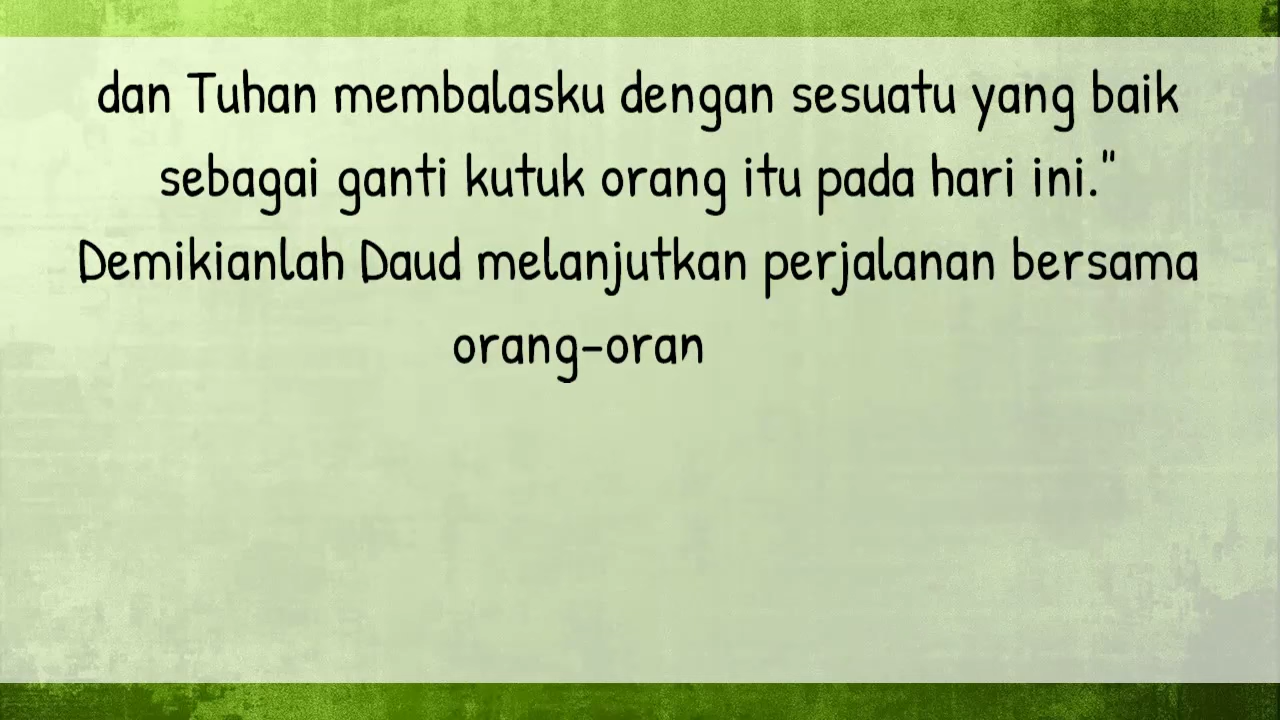 dan Tuhan membalasku dengan sesuatu yang baik
sebagai ganti kutuk orang itu pada hari ini."
Demikianlah Daud melanjutkan perjalanan bersama
orang-oran